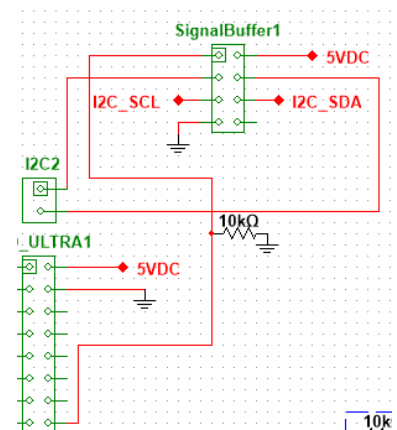 SignalBuffer1
5VDC
I2C_SCL
I2C_SDA
I2C2
10kΩ
_ULTRA1
5VDC
10k